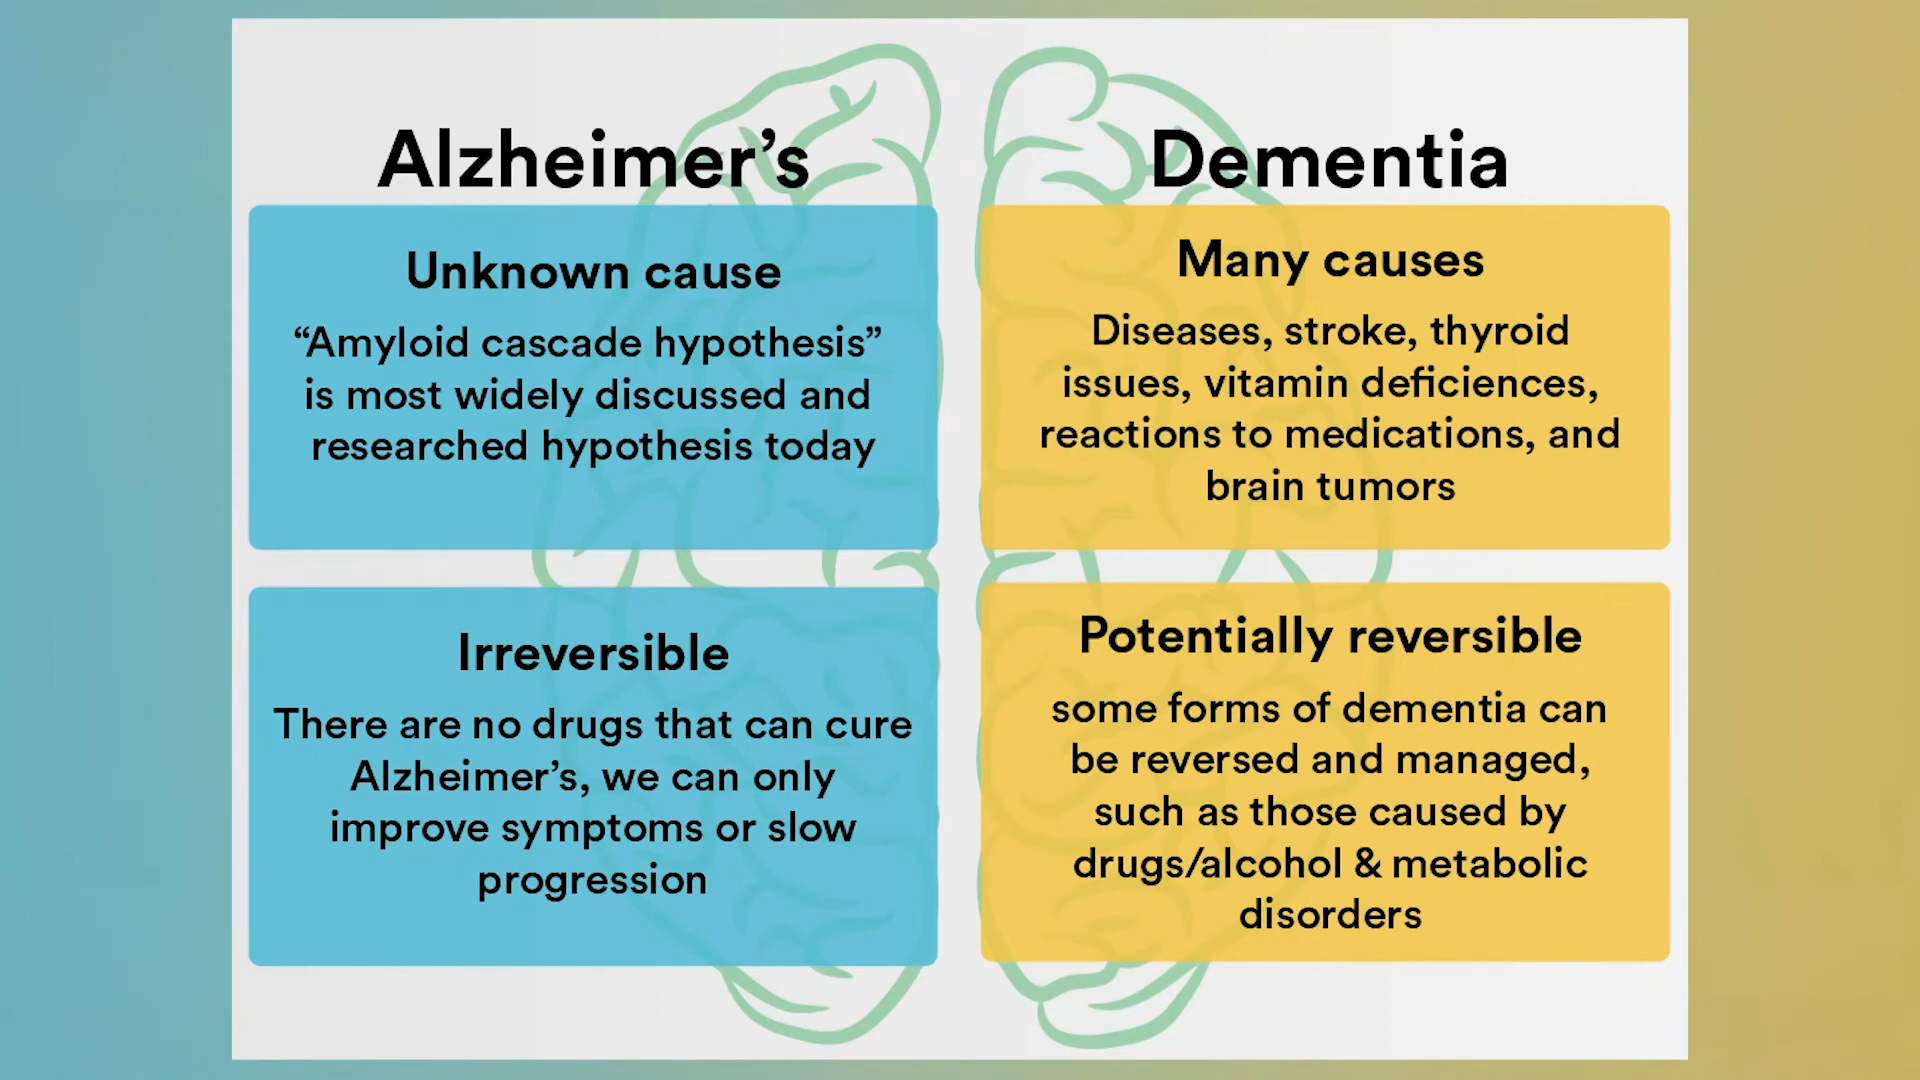 Alzheimer’s
Unknown cause
“Amyloid cascade hypothesis”
is most widely discussed and
researched hypothesis today
Irreversible
There are no drugs that can cure
Alzheimer’s, we can only
improve symptoms or slow
progression
Dementia
Many causes
Diseases, stroke, thyroid
issues, vitamin deficiences,
reactions to medications, and
brain tumors
Potentially reversible
some forms of dementia can
be reversed and managed,
such as those caused by
drugs/alcohol & metabolic
disorders